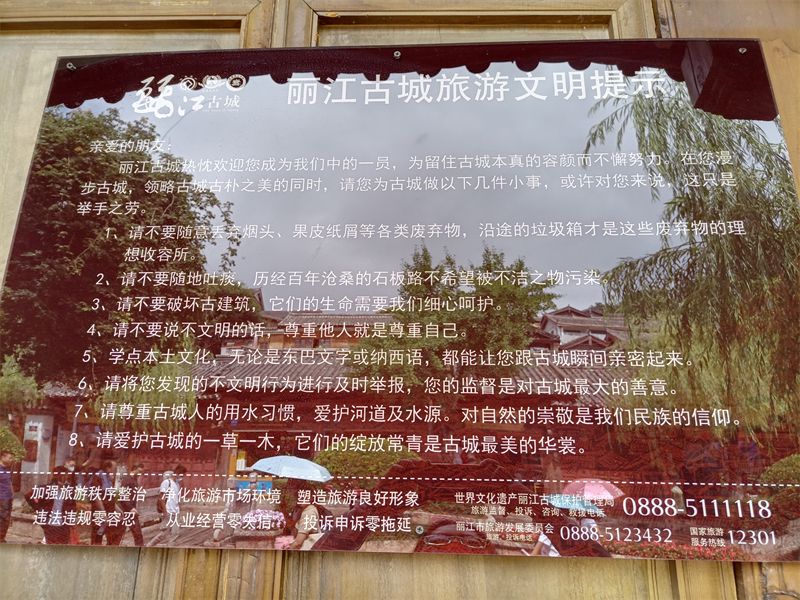 丽江古城
丽江古城旅游文明提示
亲爱的朋友：
丽江古城热忱欢迎您成为我们中的一员，为留住古城本真的容颜而不懈努力。在您漫
步古城，领略古城古朴之美的同时，请您为古城做以下几件小事，或许对您来说，这只是
举手之劳。
1、请不要随意丢弃烟头、果皮纸屑等各类废弃物，沿途的垃圾箱才是这些废弃物的理
想收容所。
2、请不要随地吐痰，历经百年沧桑的石板路不希望被不洁之物污染。
3、请不要破坏古建筑，它们的生命需要我们细心呵护。
4、请不要说不文明的话，尊重他人就是尊重自己。
5、学点本土文化，无论是东巴文字或纳西语，都能让您跟古城瞬间亲密起来。
6、请将您发现的不文明行为进行及时举报，您的监督是对古城最大的善意。
7、请尊重古城人的用水习惯，爱护河道及水源。对自然的崇敬是我们民族的信仰。
8、请爱护古城的一草一木，它们的绽放常青是古城最美的华裳。
加强旅游秩序整治 净化旅游市场环境 塑造旅游良好形象
违法违规零容忍 从业经营零失信 投诉申诉零拖延
世界文化遗产丽江古城保护管理局
旅游监督、投诉、咨询、救援电话 0888-5111118
丽江市旅游发展委员会
旅游投诉电话 0888-5123432
国家旅游
服务热线 12301